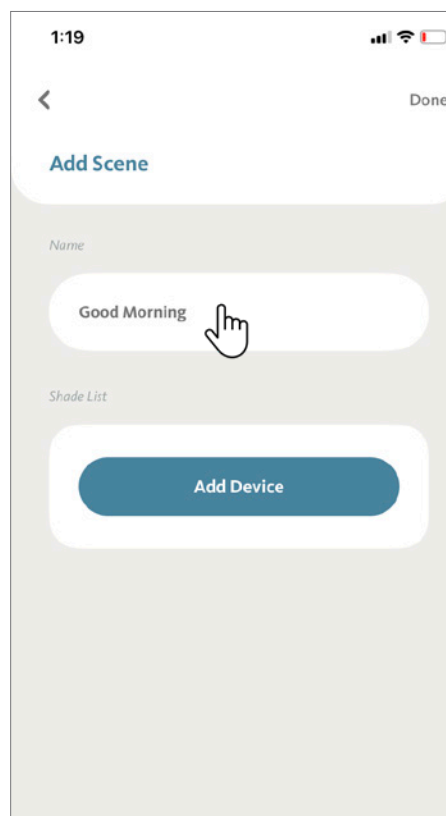 1:19
Done
Add Scene
Name
Good Morning
Shade List
Add Device